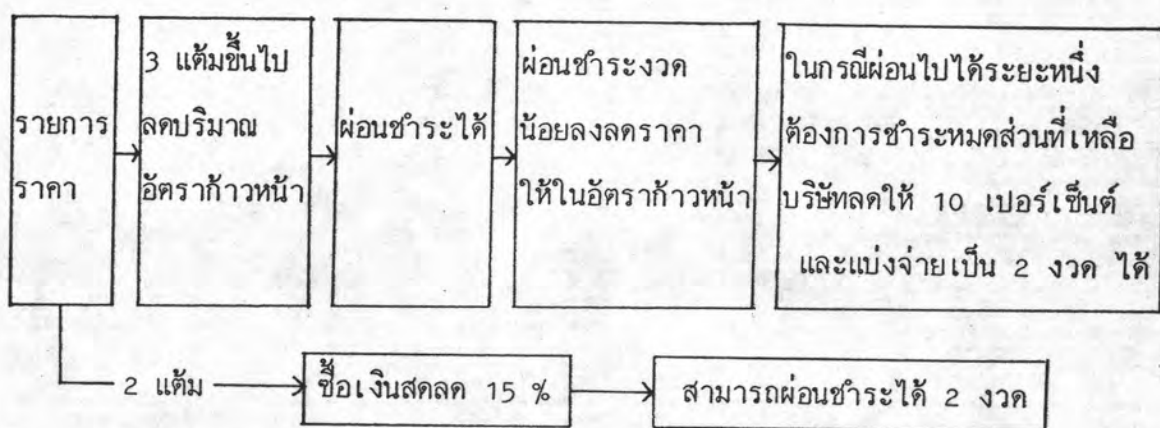 รายการ
ราคา
3 แต้มขึ้นไป
ลดปริมาณ
อัตราก้าวหน้า
ผ่อนชำระได้
ผ่อนชำระงวด
น้อยลงลดราคา
ให้ในอัตราก้าวหน้า
ในกรณีผ่อนไปได้ระยะหนึ่ง
ต้องการชำระหมดส่วนที่เหลือ
บริษัทลดให้ 10 เปอร์เซ็นต์
และแบ่งจ่ายเป็น 2 งวด ได้
2 แต้ม
ซื้อเงินสดลด 15 %
สามารถผ่อนชำระได้ 2 งวด